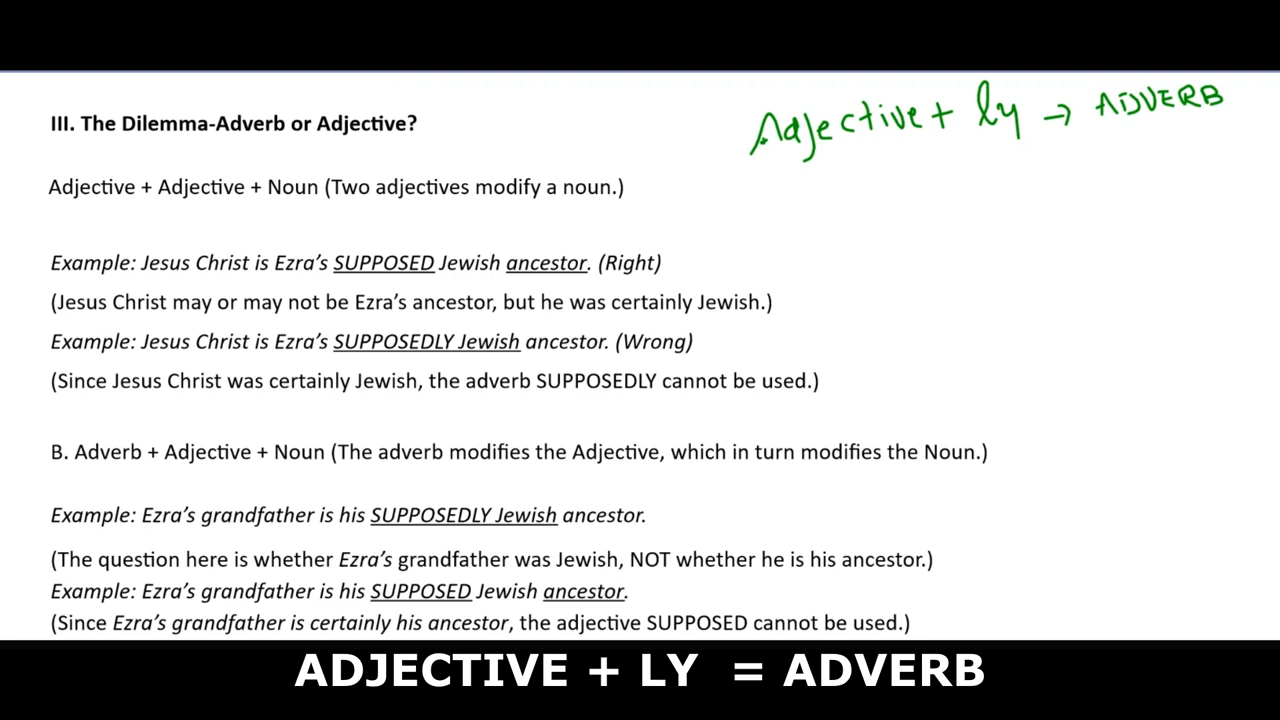 Adjective + ly → ADVERB
III. The Dilemma-Adverb or Adjective?
Adjective + Adjective + Noun (Two adjectives modify a noun.)
Example: Jesus Christ is Ezra’s SUPPOSED Jewish ancestor. (Right)
(Jesus Christ may or may not be Ezra’s ancestor, but he was certainly Jewish.)
Example: Jesus Christ is Ezra’s SUPPOSEDLY Jewish ancestor. (Wrong)
(Since Jesus Christ was certainly Jewish, the adverb SUPPOSEDLY cannot be used.)
B. Adverb + Adjective + Noun (The adverb modifies the Adjective, which in turn modifies the Noun.)
Example: Ezra’s grandfather is his SUPPOSEDLY Jewish ancestor.
(The question here is whether Ezra’s grandfather was Jewish, NOT whether he is his ancestor.)
Example: Ezra’s grandfather is his SUPPOSED Jewish ancestor.
(Since Ezra’s grandfather is certainly his ancestor, the adjective SUPPOSED cannot be used.)
ADJECTIVE + LY = ADVERB